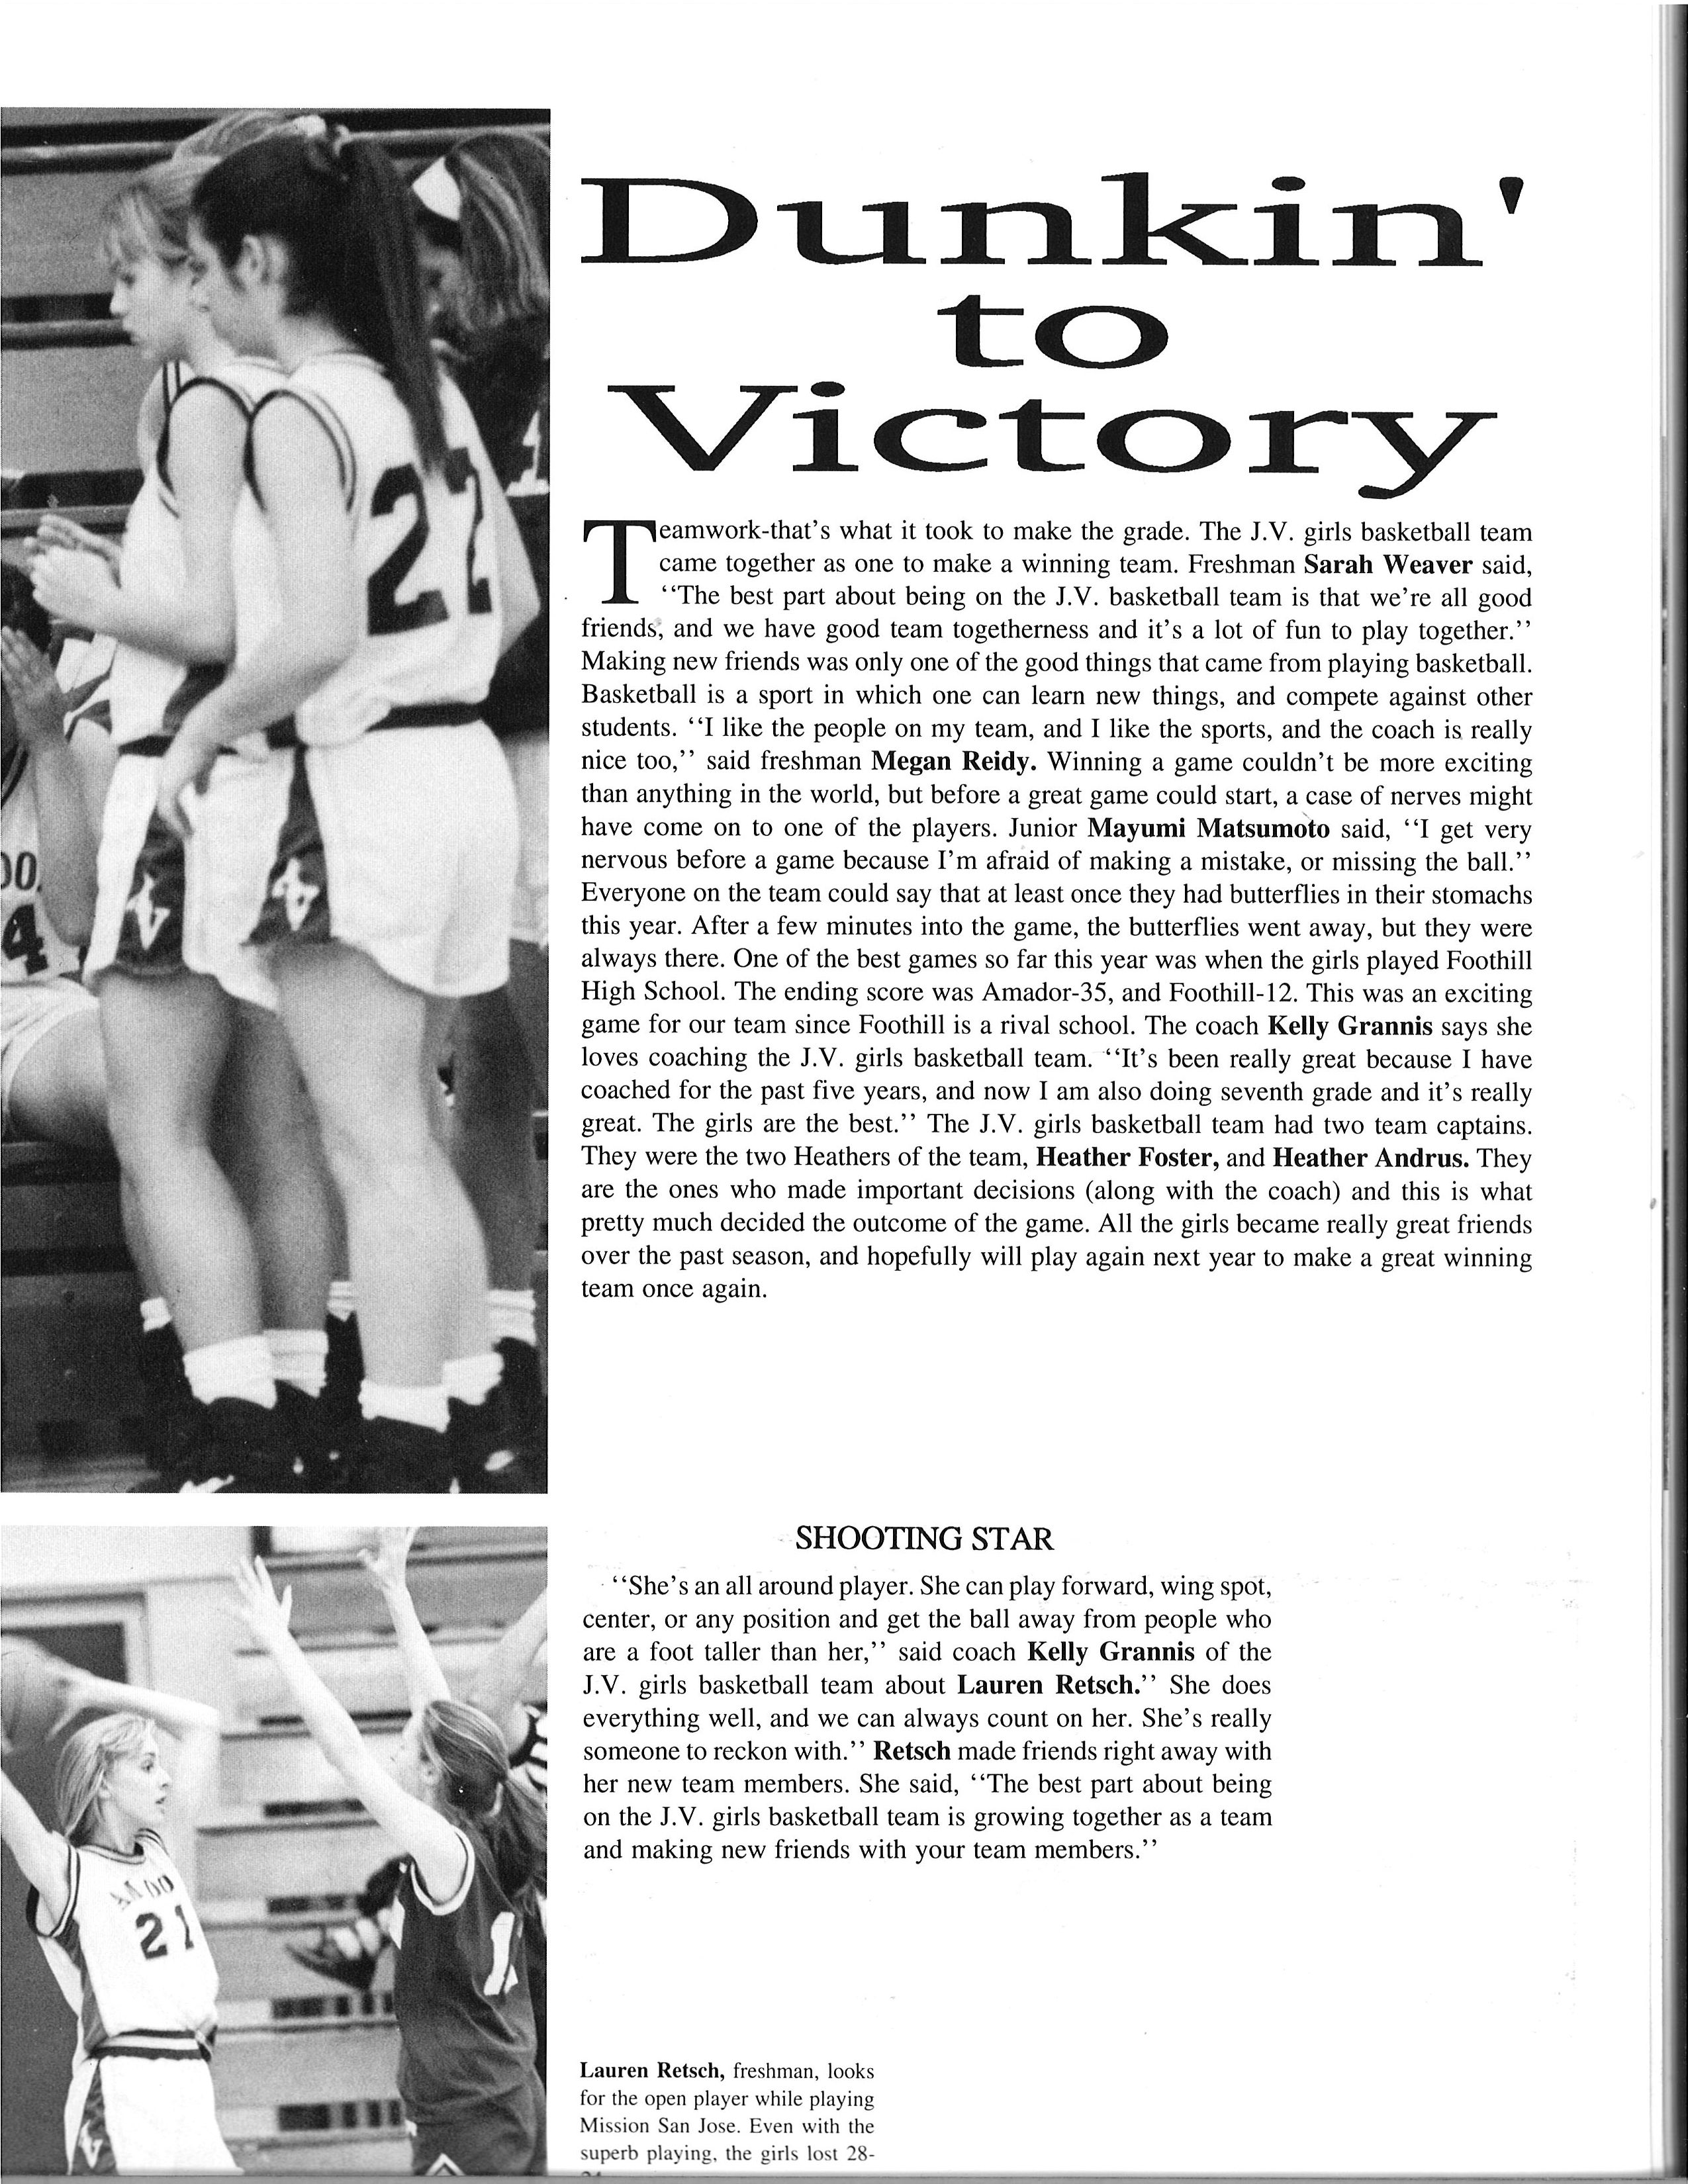 Dunkin'
to
Victory
Teamwork-that's what it took to make the grade. The J.V. girls basketball team
came together as one to make a winning team. Freshman Sarah Weaver said,
‘‘The best part about being on the J.V. basketball team is that we're all good
friends, and we have good team togetherness and it's a lot of fun to play together.’’
Making new friends was only one of the good things that came from playing basketball.
Basketball is a sport in which one can learn new things, and compete against other
students. ‘‘I like the people on my team, and I like the sports, and the coach is really
nice too,’’ said freshman Megan Reidy. Winning a game couldn't be more exciting
than anything in the world, but before a great game could start, a case of nerves might
have come on to one of the players. Junior Mayumi Matsumoto said, ‘‘I get very
nervous before a game because I'm afraid of making a mistake, or missing the ball.’’
Everyone on the team could say that at least once they had butterflies in their stomachs
this year. After a few minutes into the game, the butterflies went away, but they were
always there. One of the best games so far this year was when the girls played Foothill
High School. The ending score was Amador-35, and Foothill-12. This was an exciting
game for our team since Foothill is a rival school. The coach Kelly Grannis says she
loves coaching the J.V. girls basketball team. ‘‘It's been really great because I have
coached for the past five years, and now I am also doing seventh grade and it's really
great. The girls are the best.’’ The J.V. girls basketball team had two team captains.
They were the two Heathers of the team, Heather Foster, and Heather Andrus. They
are the ones who made important decisions (along with the coach) and this is what
pretty much decided the outcome of the game. All the girls became really great friends
over the past season, and hopefully will play again next year to make a great winning
team once again.
SHOOTING STAR
‘‘She's an all around player. She can play forward, wing spot,
center, or any position and get the ball away from people who
are a foot taller than her,’’ said coach Kelly Grannis of the
J.V. girls basketball team about Lauren Retsch.’’ She does
everything well, and we can always count on her. She's really
someone to reckon with.’’ Retsch made friends right away with
her new team members. She said, ‘‘The best part about being
on the J.V. girls basketball team is growing together as a team
and making new friends with your team members.’’
21
Lauren Retsch, freshman, looks
for the open player while playing
Mission San Jose. Even with the
superb playing, the girls lost 28-